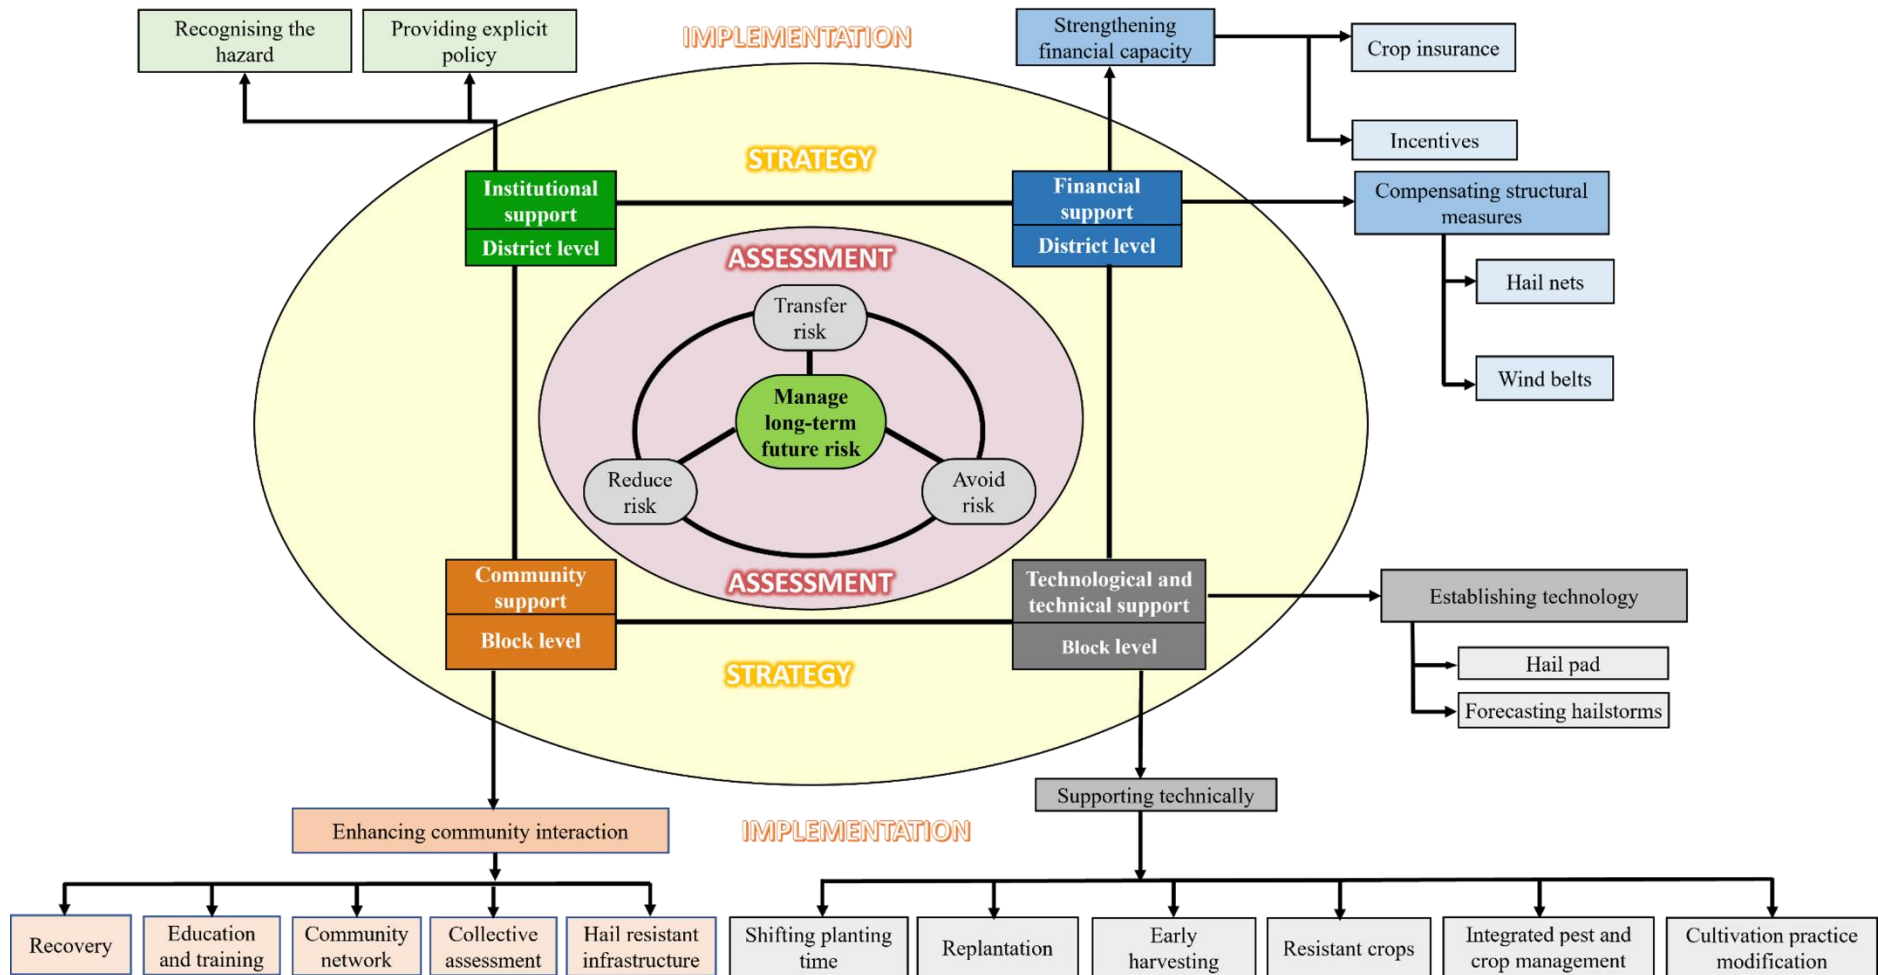 Recognising the
hazard
Providing explicit
policy
IMPLEMENTATION
Strengthening
financial capacity
Crop insurance
Incentives
STRATEGY
Institutional
support
District level
Financial
support
District level
Compensating structural
measures
Hail nets
Wind belts
ASSESSMENT
Transfer
risk
Manage
long-term
future risk
Reduce
risk
Avoid
risk
ASSESSMENT
Community
support
Block level
Technological and
technical support
Block level
Establishing technology
Hail pad
Forecasting hailstorms
STRATEGY
Supporting technically
Enhancing community interaction
IMPLEMENTATION
Recovery
Education
and training
Community
network
Collective
assessment
Hail resistant
infrastructure
Shifting planting
time
Replantation
Early
harvesting
Resistant crops
Integrated pest and
crop management
Cultivation practice
modification